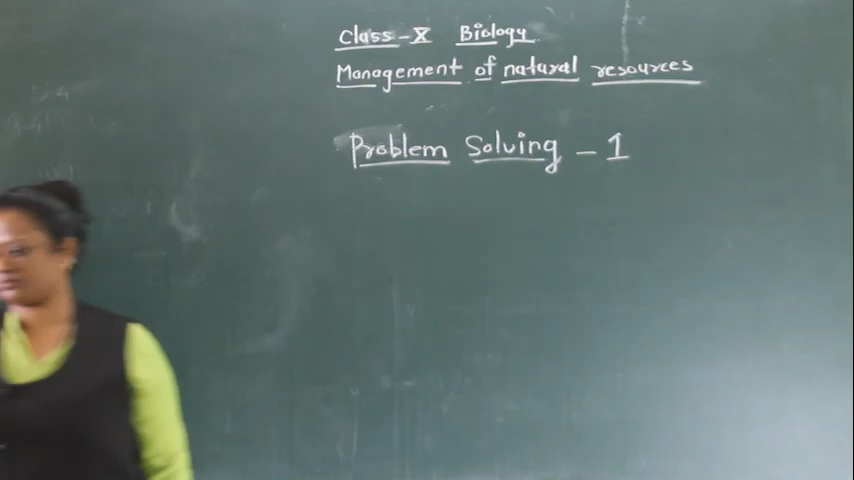 Class - X Biology
Management of natural resources
Problem Solving - 1